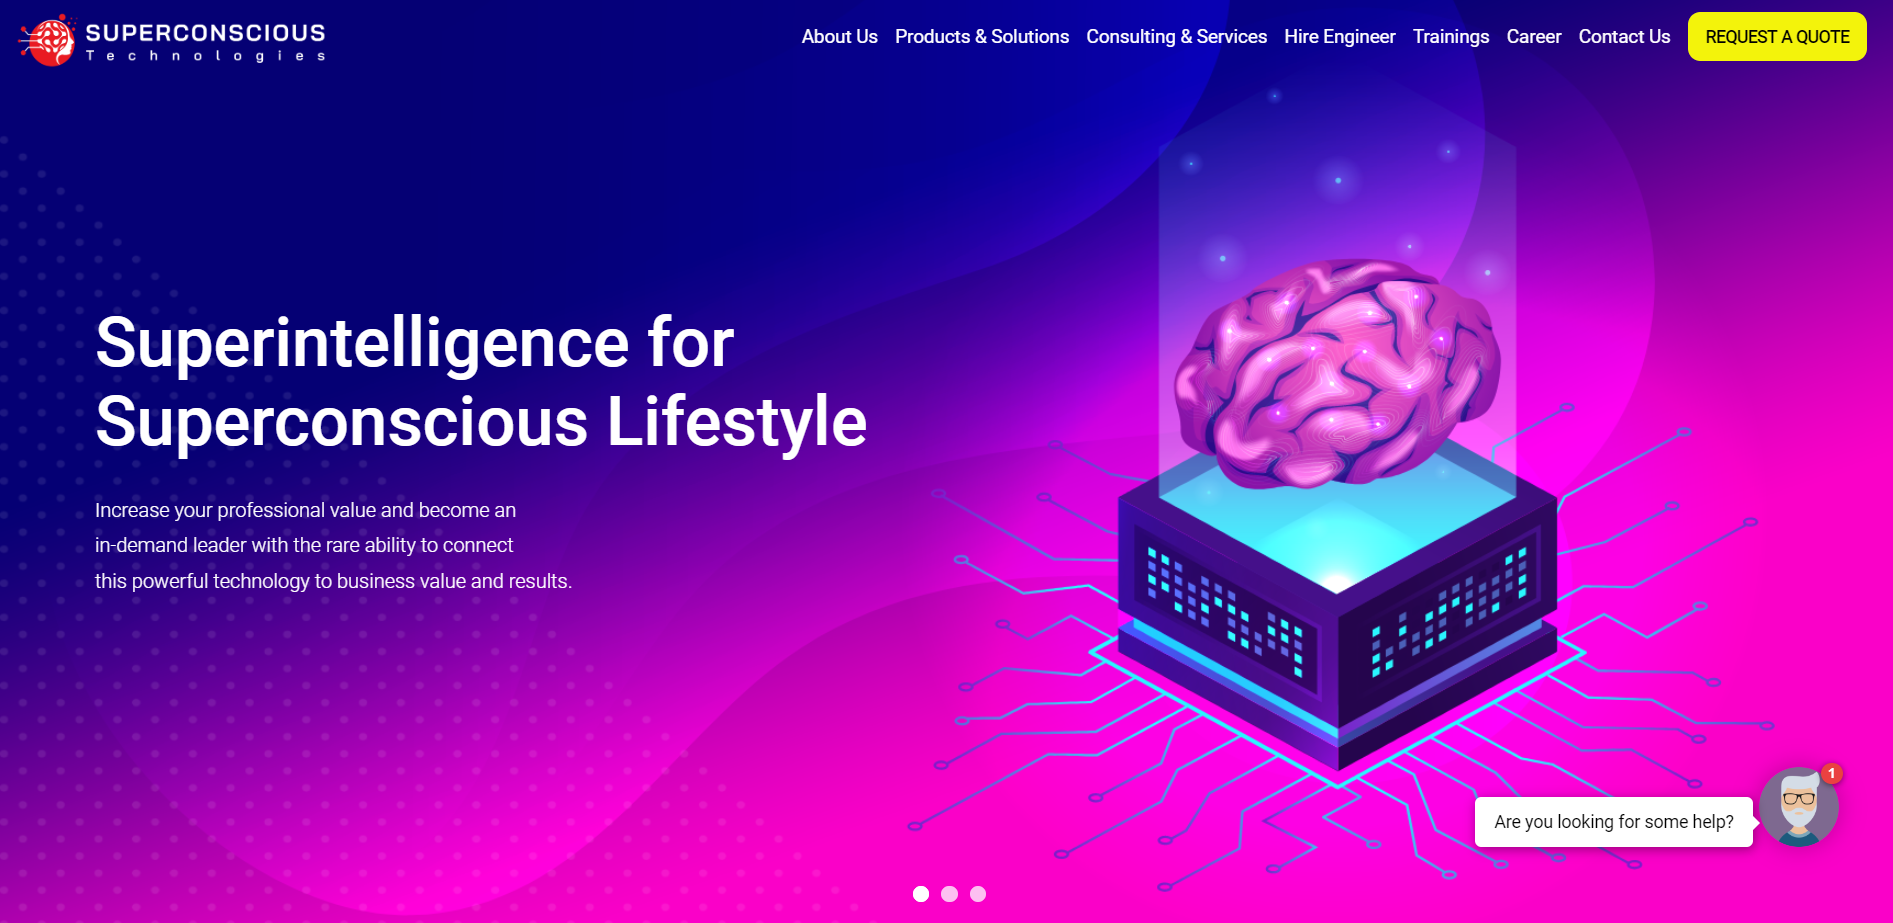 SUPERCONSCIOUS
Technologies
About Us Products & Solutions Consulting & Services Hire Engineer Trainings Career Contact Us REQUEST A QUOTE
Superintelligence for
Superconscious Lifestyle
Increase your professional value and become an
in-demand leader with the rare ability to connect
this powerful technology to business value and results.
1
Are you looking for some help?